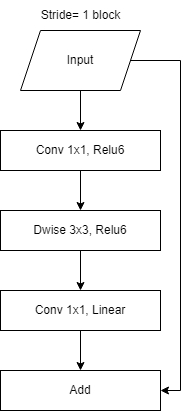 Stride= 1 block
Input
Conv 1x1, Relu6
Dwise 3x3, Relu6
Conv 1x1, Linear
Add